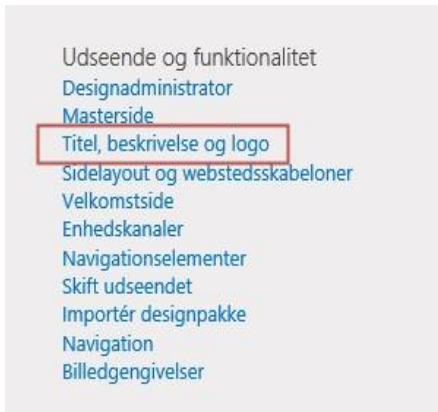 Udseende og funktionalitet
Designadministrator
Masterside
Titel, beskrivelse og logo
Sidelayout og webstedsskabeloner
Velkomstside
Enhedskanaler
Navigationselementer
Skift udseendet
Importér designpakke
Navigation
Billedgengivelser